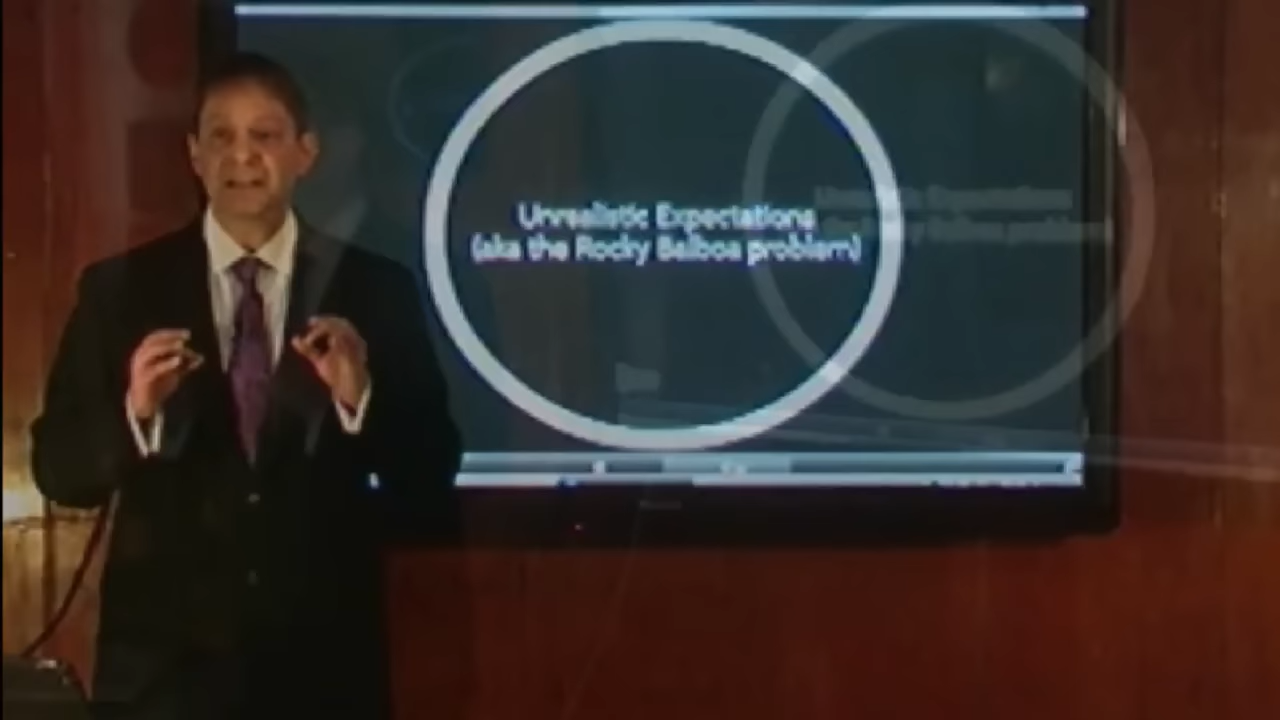 Unrealistic Expectations
(aka the Rocky Balboa problem)